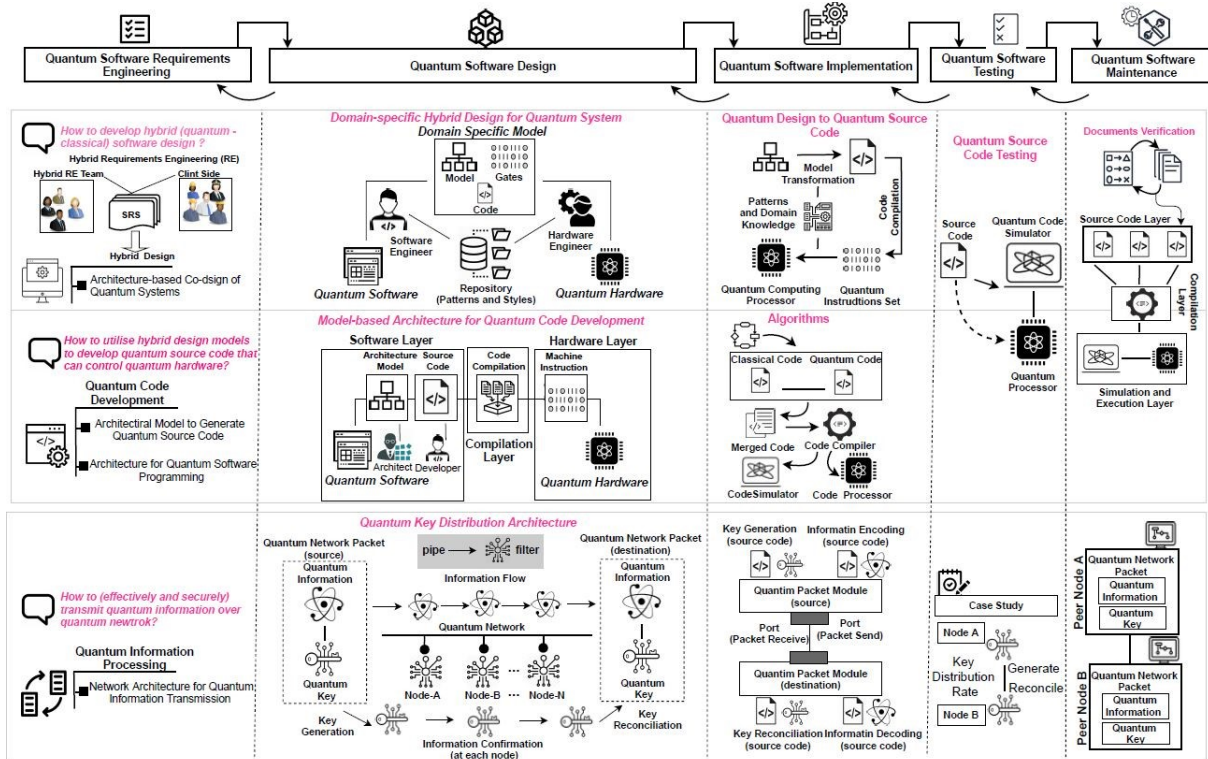 Quantum Software Requirements
Engineering
Quantum Software Design
Quantum Software Implementation
Quantum Software
Testing
Quantum Software
Maintenance
How to develop hybrid (quantum -
classical) software design ?
Hybrid Requirements Engineering (RE)
Hybrid RE Team
Clint Side
SRS
Hybrid Design
Architecture-based Co-dsign of
Quantum Systems
Domain-specific Hybrid Design for Quantum System
Domain Specific Model
Model
Gates
Code
Software
Engineer
Hardware
Engineer
Repository
(Patterns and Styles)
Quantum Software
Quantum Hardware
Quantum Design to Quantum Source
Code
Model
Transformation
Code
Compilation
Patterns
and Domain
Knowledge
Quantum Computing
Processor
Quantum
Instrudtions Set
Quantum Source
Code Testing
Source
Code
Quantum Code
Simulator
Quantum
Processor
Documents Verification
Source Code Layer
Compilation
Layer
Simulation and
Execution Layer
How to utilise hybrid design models
to develop quantum source code that
can control quantum hardware?
Quantum Code
Development
Architectiral Model to Generate
Quantum Source Code
Architecture for Quantum Software
Programming
Model-based Architecture for Quantum Code Development
Software Layer
Hardware Layer
Architecture
Model
Source
Code
Code
Compilation
Machine
Instruction
Architect
Developer
Compilation
Layer
Quantum Software
Quantum Hardware
Algorithms
Classical Code
Quantum Code
Merged Code
Code Compiler
CodeSimulator
Code Processor
How to (effectively and securely)
transmit quantum information over
quantum newtrok?
Quantum Information
Processing
Network Architecture for Quantum
Information Transmission
Quantum Key Distribution Architecture
Quantum Network Packet
(source)
Quantum
Information
Quantum
Key
pipe
filter
Information Flow
Quantum Network
Node-A
Node-B
...
Node-N
Quantum Network Packet
(destination)
Quantum
Information
Quantum
Key
Key
Generation
Information Confirmation
(at each node)
Key
Reconciliation
Key Generation
(source code)
Informatin Encoding
(source code)
Quantim Packet Module
(source)
Port
(Packet Receive)
Port
(Packet Send)
Quantim Packet Module
(destination)
Key Reconciliation
(source code)
Informatin Decoding
(source code)
Case Study
Node A
Key
Distribution
Rate
Generate
Reconcile
Node B
Peer Node A
Quantum Network
Packet
Quantum
Information
Quantum
Key
Peer Node B
Quantum Network
Packet
Quantum
Information
Quantum
Key